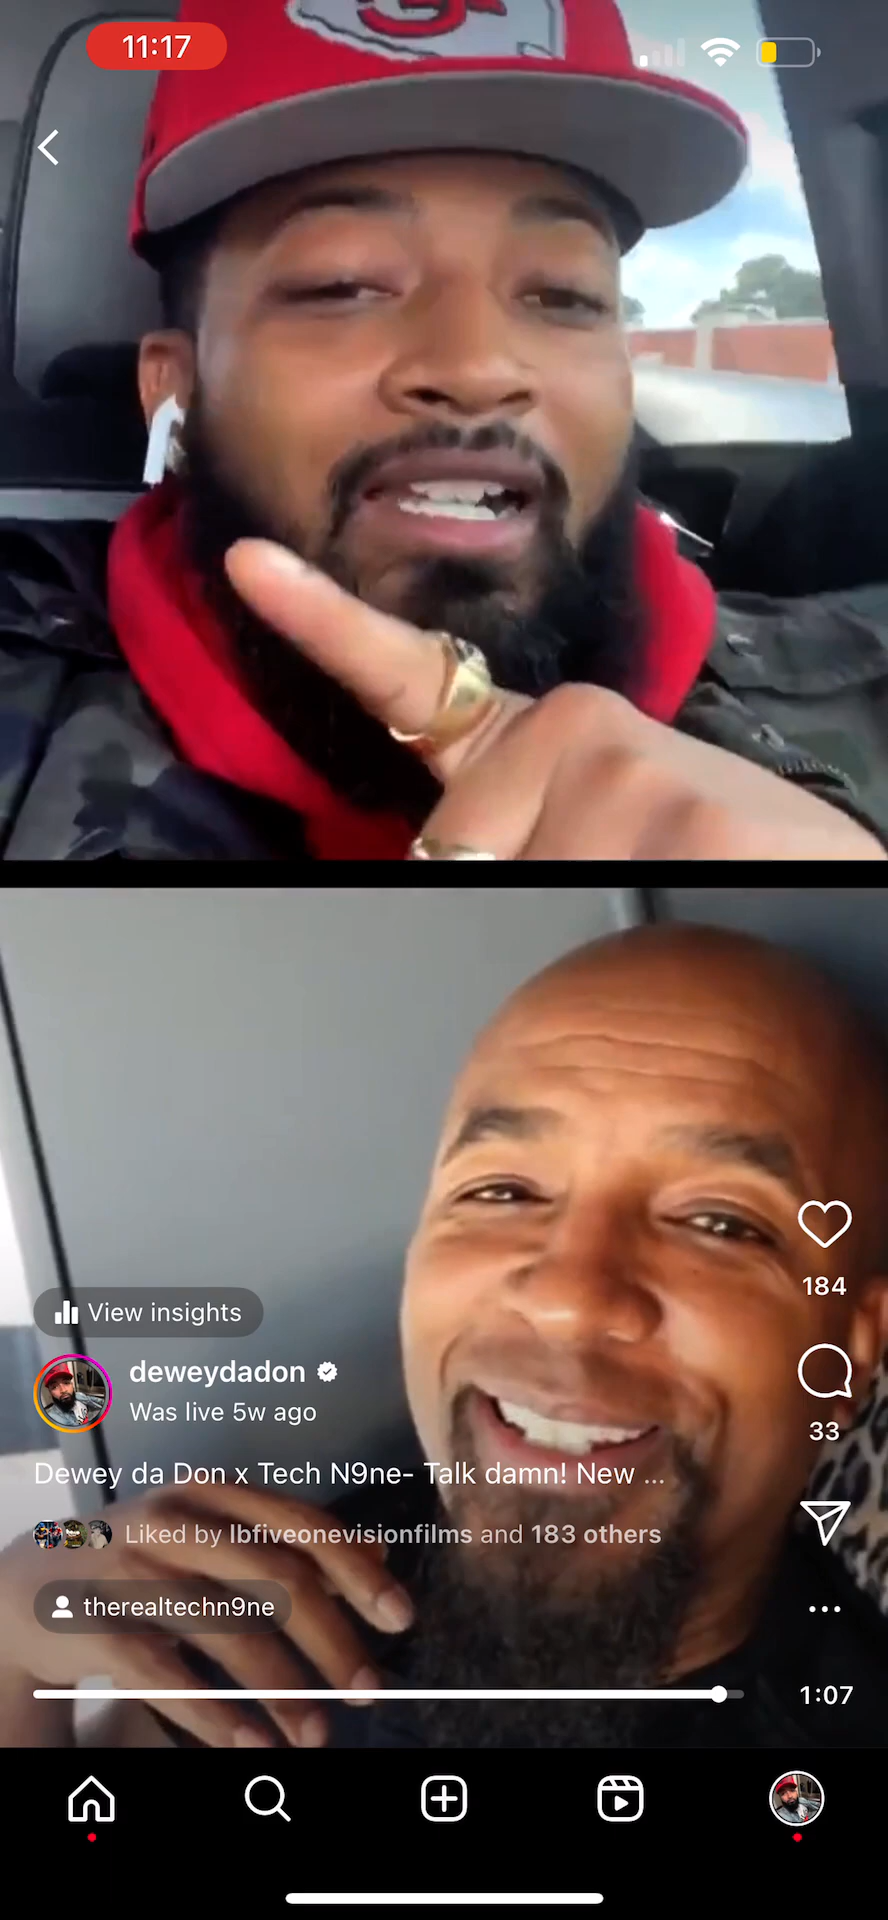 11:17
View insights
deweydadon
Was live 5w ago
Dewey da Don x Tech N9ne- Talk damn! New ...
Liked by lbfiveonevisionfilms and 183 others
therealtechn9ne
184
33
1:07